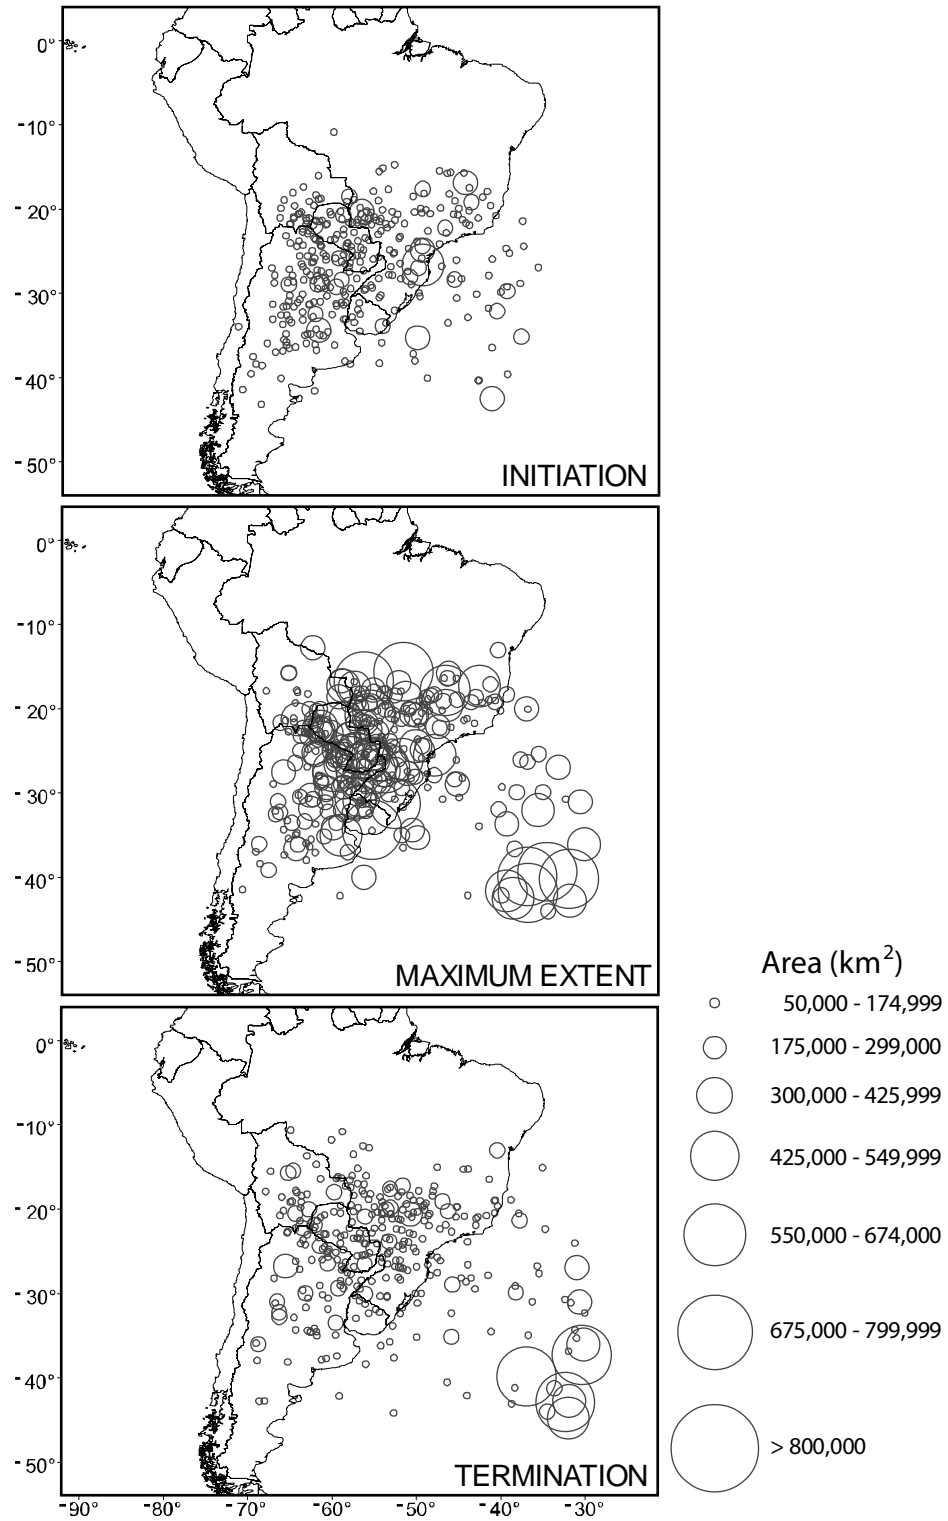 0°
-10°
-20°
-30°
-40°
-50°
INITIATION
0°
-10°
-20°
-30°
-40°
-50°
MAXIMUM EXTENT
Area (km²)
50,000 - 174,999
175,000 - 299,000
300,000 - 425,999
425,000 - 549,999
550,000 - 674,000
675,000 - 799,999
> 800,000
0°
-10°
-20°
-30°
-40°
-50°
TERMINATION
-90° -80° -70° -60° -50° -40° -30°